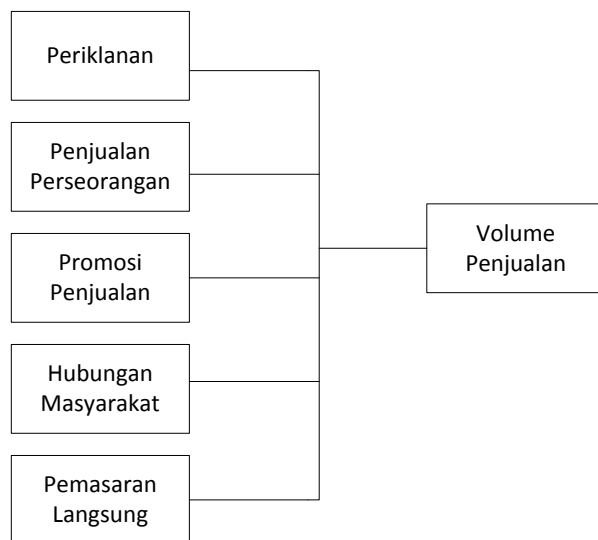 Periklanan
Penjualan
Perseorangan
Promosi
Penjualan
Hubungan
Masyarakat
Pemasaran
Langsung
Volume
Penjualan